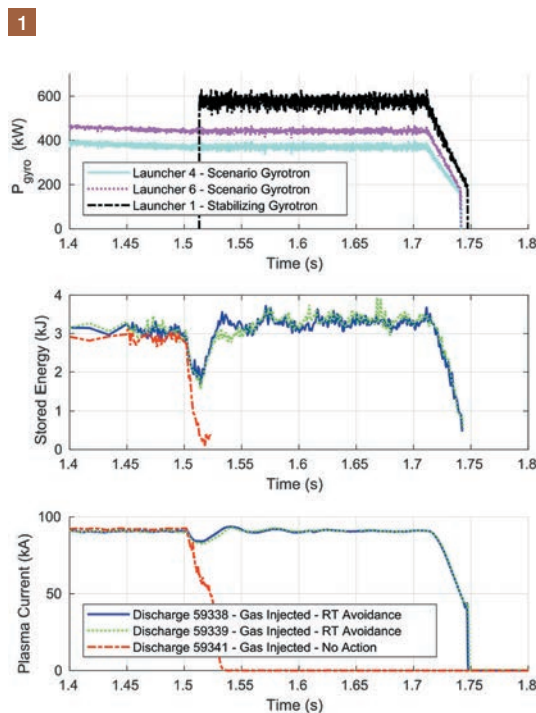 1
P_gyro (kW)
600
400
200
0
Launcher 4 - Scenario Gyrotron
Launcher 6 - Scenario Gyrotron
Launcher 1 - Stabilizing Gyrotron
1.4 1.45 1.5 1.55 1.6 1.65 1.7 1.75 1.8
Time (s)
Stored Energy (kJ)
4
3
2
1
0
1.4 1.45 1.5 1.55 1.6 1.65 1.7 1.75 1.8
Time (s)
Plasma Current (kA)
100
50
0
Discharge 59338 - Gas Injected - RT Avoidance
Discharge 59339 - Gas Injected - RT Avoidance
Discharge 59341 - Gas Injected - No Action
1.4 1.45 1.5 1.55 1.6 1.65 1.7 1.75 1.8
Time (s)